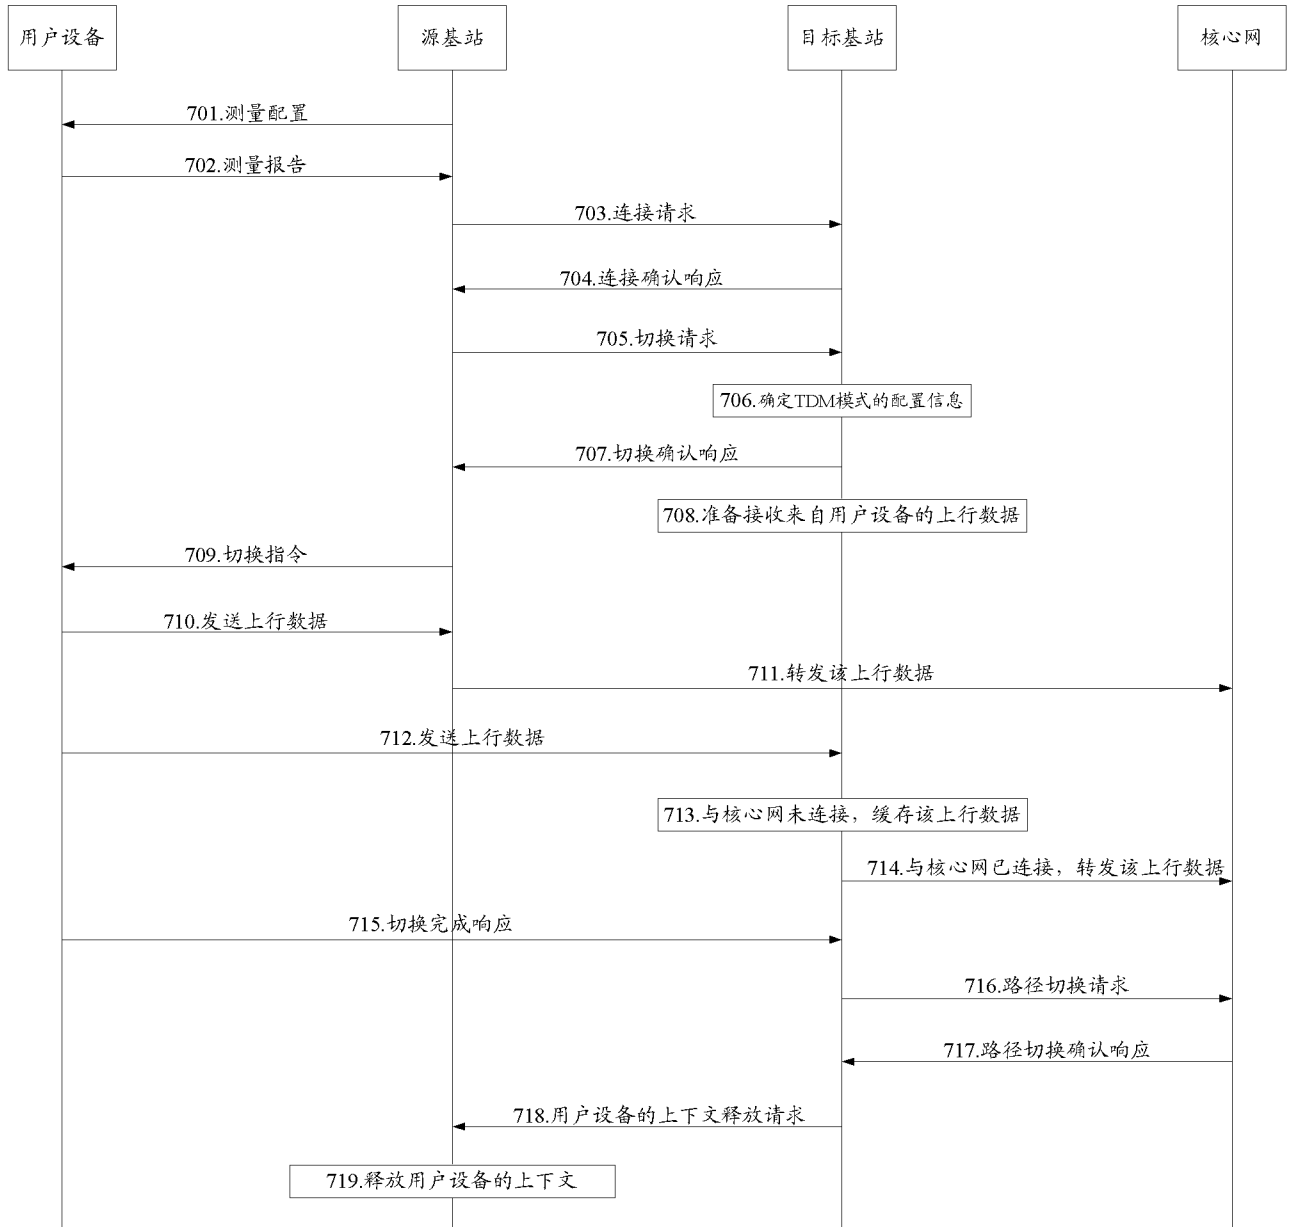 用户设备
源基站
目标基站
核心网
701.测量配置
702.测量报告
703.连接请求
704.连接确认响应
705.切换请求
706.确定TDM模式的配置信息
707.切换确认响应
708.准备接收来自用户设备的上行数据
709.切换指令
710.发送上行数据
711.转发该上行数据
712.发送上行数据
713.与核心网未连接，缓存该上行数据
714.与核心网已连接，转发该上行数据
715.切换完成响应
716.路径切换请求
717.路径切换确认响应
718.用户设备的上下文释放请求
719.释放用户设备的上下文